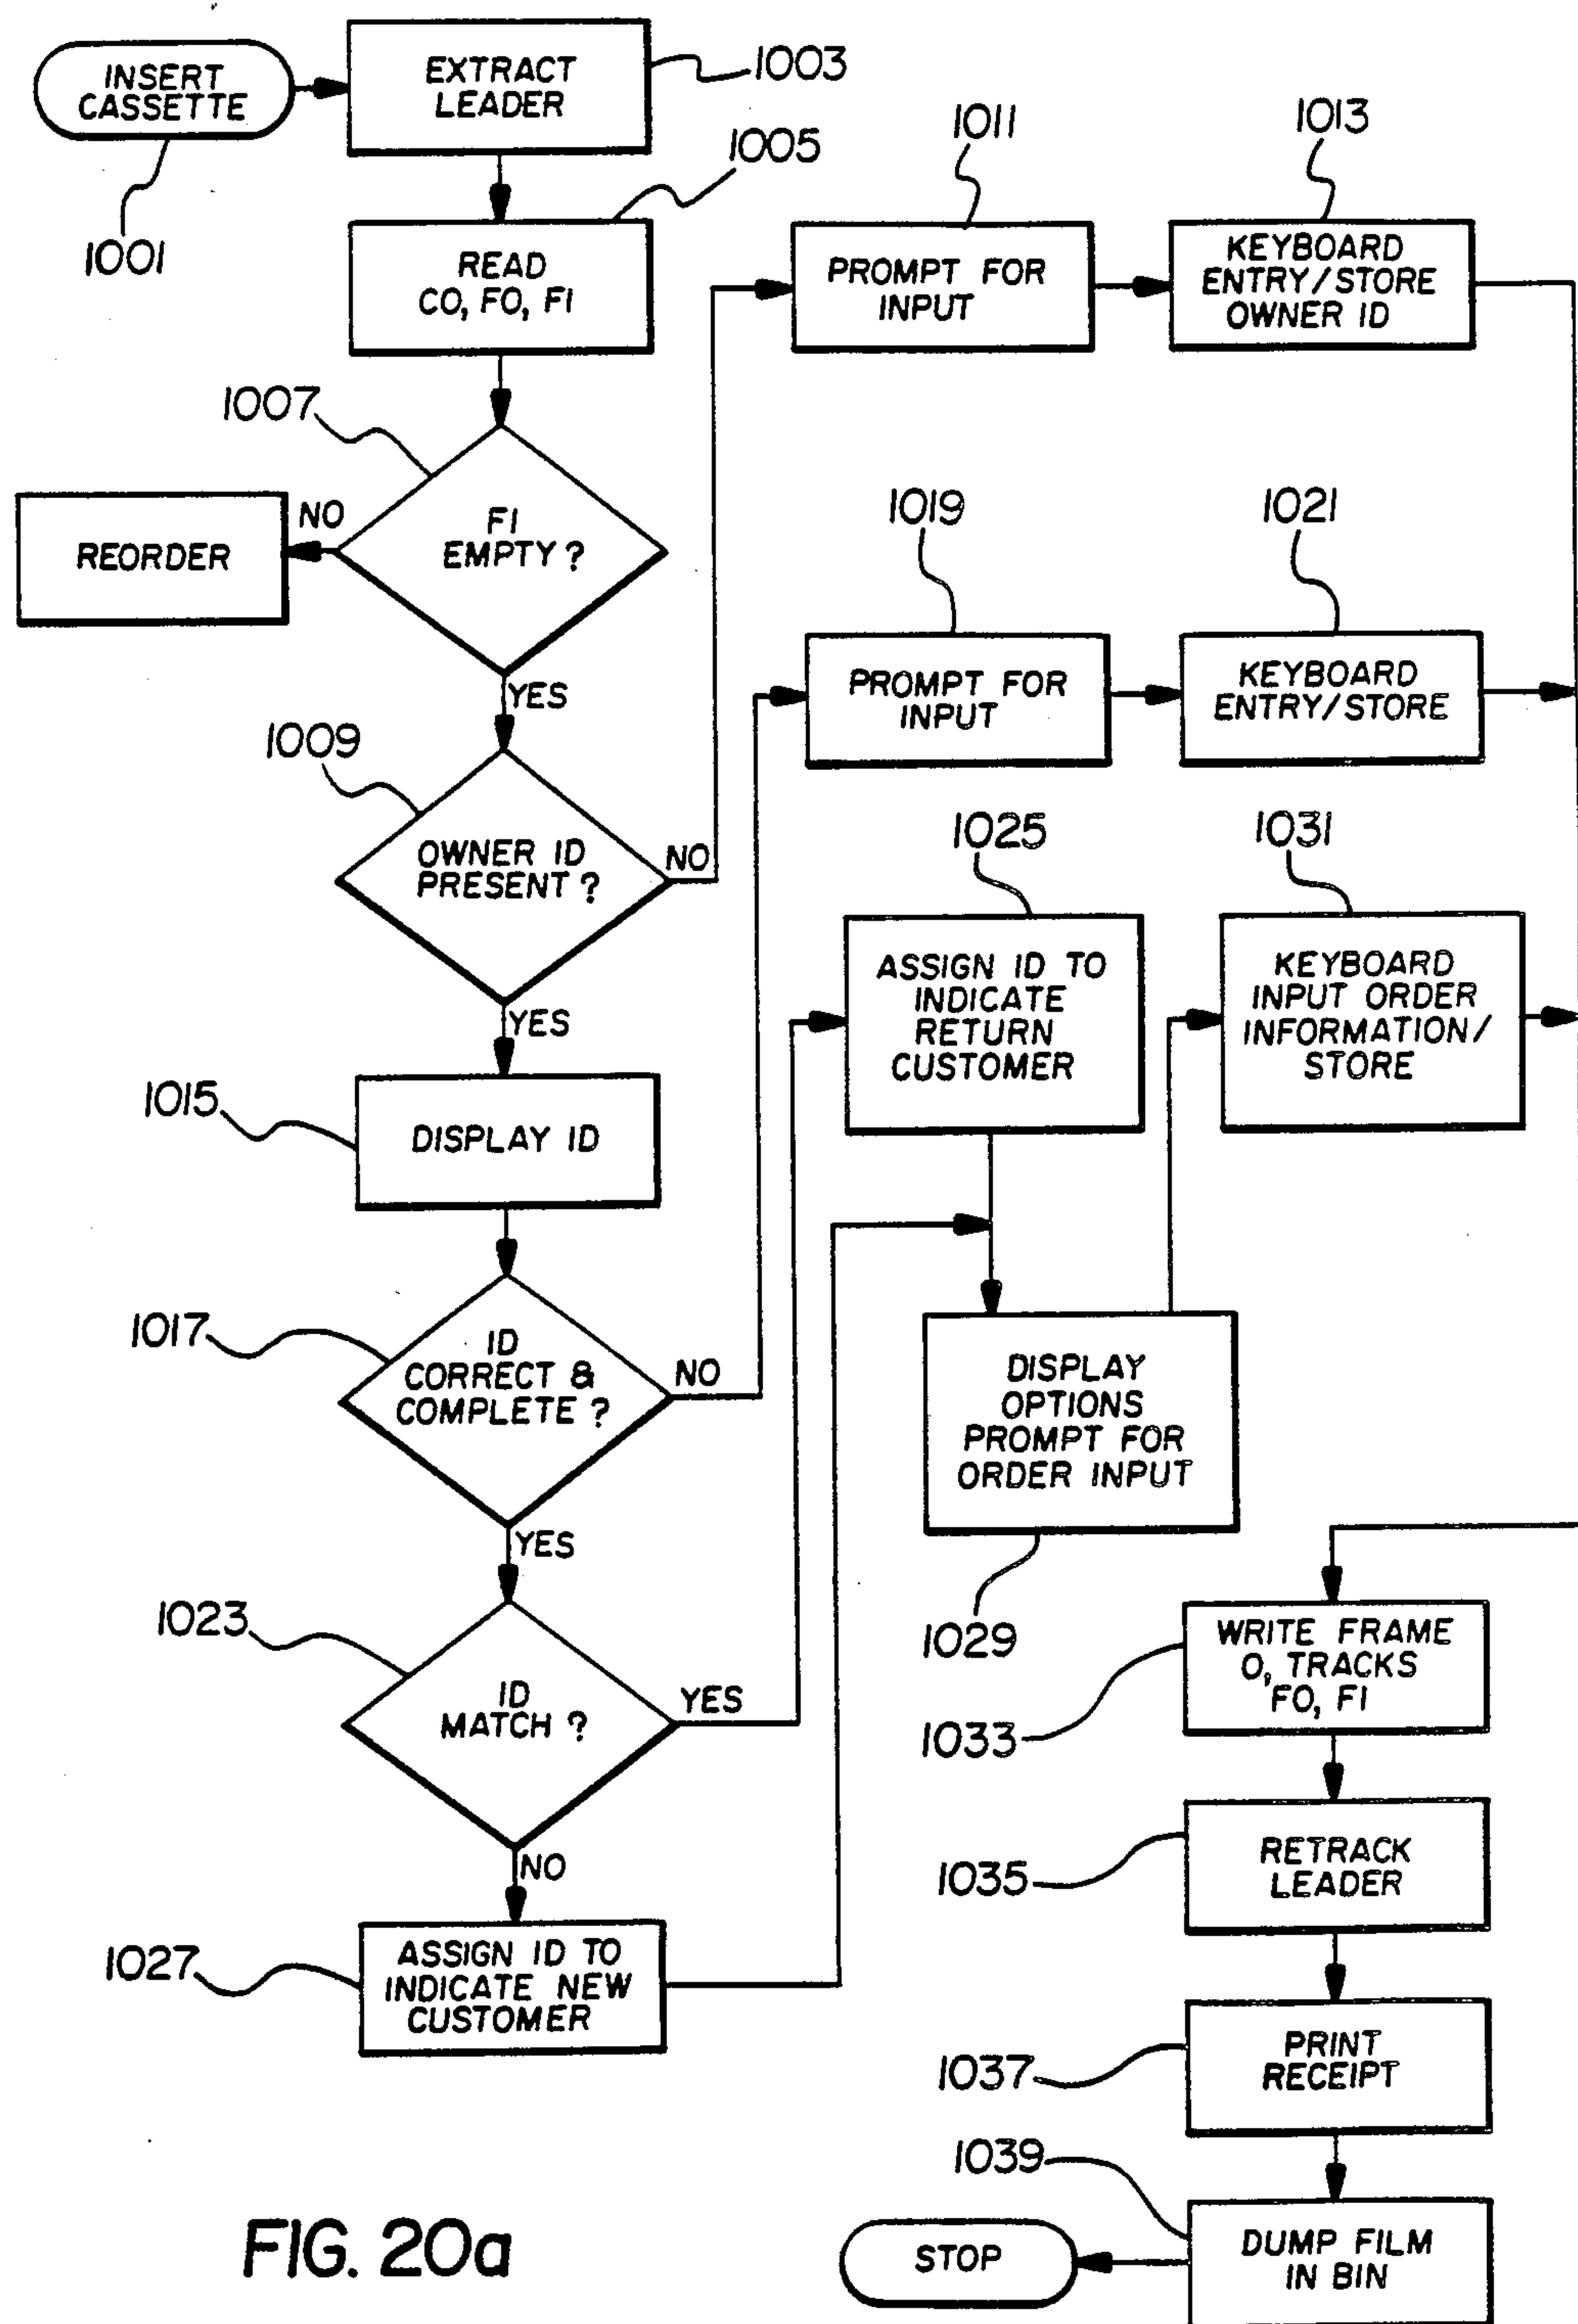 INSERT
CASSETTE
1001
EXTRACT
LEADER
1003
1005
READ
CO, FO, FI
1007
FI
EMPTY ?
NO
REORDER
YES
1009
OWNER ID
PRESENT ?
NO
YES
1011
PROMPT FOR
INPUT
1013
KEYBOARD
ENTRY/STORE
OWNER ID
1015
DISPLAY ID
1017
ID
CORRECT &
COMPLETE ?
NO
YES
1019
PROMPT FOR
INPUT
1021
KEYBOARD
ENTRY/STORE
1023
ID
MATCH ?
YES
NO
1025
ASSIGN ID TO
INDICATE
RETURN
CUSTOMER
1027
ASSIGN ID TO
INDICATE NEW
CUSTOMER
DISPLAY
OPTIONS
PROMPT FOR
ORDER INPUT
1029
1031
KEYBOARD
INPUT ORDER
INFORMATION/
STORE
WRITE FRAME
O, TRACKS
FO, FI
1033
RETRACK
LEADER
1035
PRINT
RECEIPT
1037
1039
DUMP FILM
IN BIN
STOP
FIG. 20a